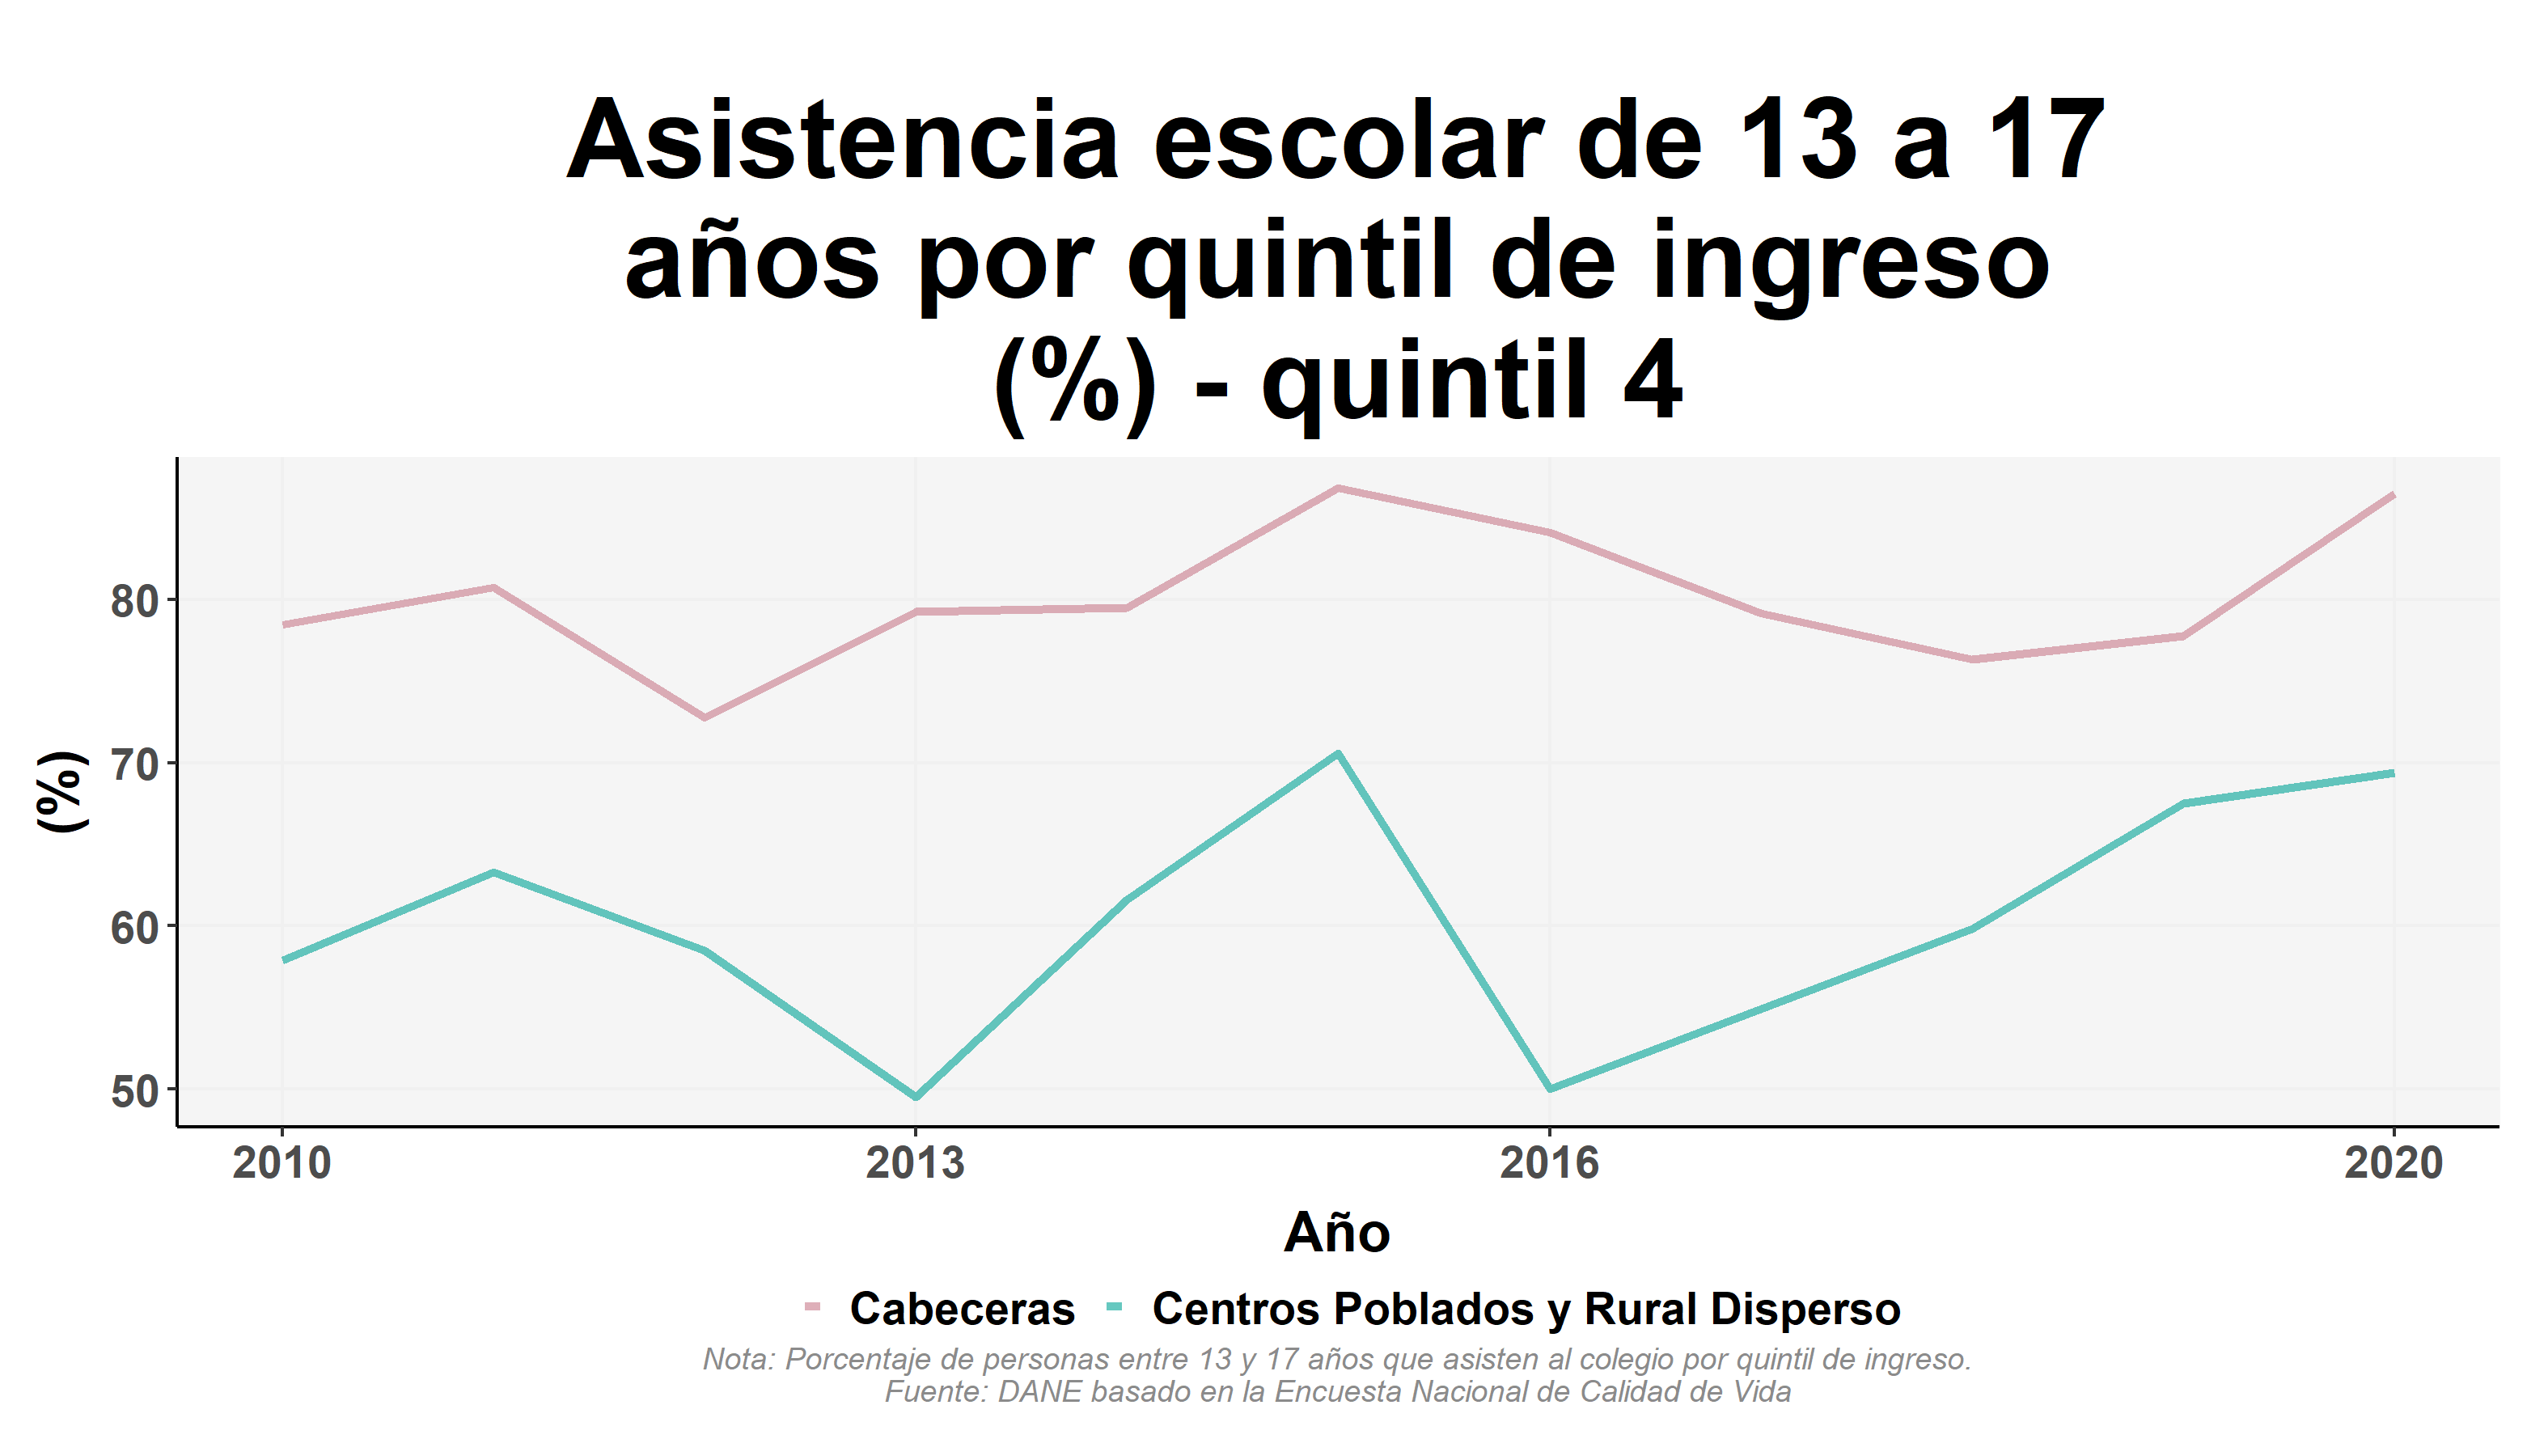 Asistencia escolar de 13 a 17
años por quintil de ingreso
(%) - quintil 4
(%)
80
70
60
50
2010 2013 2016 2020
Año
Cabeceras Centros Poblados y Rural Disperso
Nota: Porcentaje de personas entre 13 y 17 años que asisten al colegio por quintil de ingreso.
Fuente: DANE basado en la Encuesta Nacional de Calidad de Vida